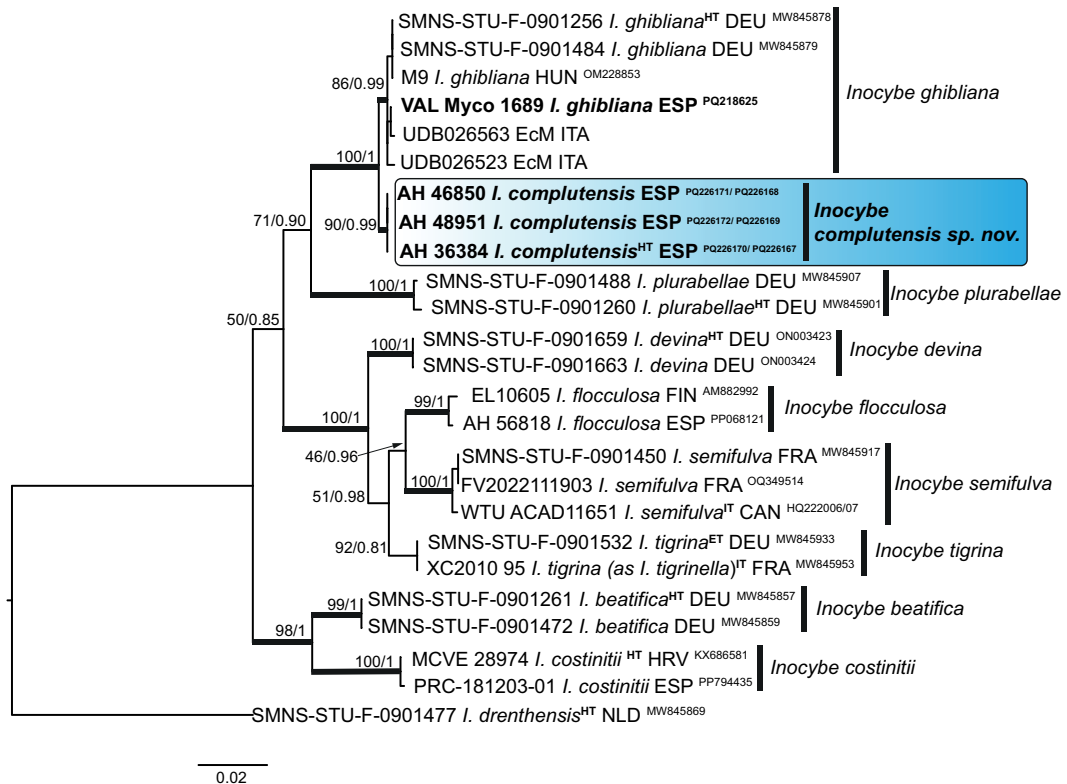 SMNS-STU-F-0901256 I. ghibliana HT DEU MW845878
SMNS-STU-F-0901484 I. ghibliana DEU MW845879
86/0.99
M9 I. ghibliana HUN OM228853
Inocybe ghibliana
VAL Myco 1689 I. ghibliana ESP PQ218625
UDB026563 EcM ITA
100/1
UDB026523 EcM ITA
AH 46850 I. complutensis ESP PQ226171/ PQ226168
71/0.90
90/0.99
AH 48951 I. complutensis ESP PQ226172/ PQ226169
Inocybe
complutensis sp. nov.
AH 36384 I. complutensis HT ESP PQ226170/ PQ226167
100/1
SMNS-STU-F-0901488 I. plurabellae DEU MW845907
Inocybe plurabellae
SMNS-STU-F-0901260 I. plurabellae HT DEU MW845901
50/0.85
100/1
SMNS-STU-F-0901659 I. devina HT DEU ON003423
Inocybe devina
SMNS-STU-F-0901663 I. devina DEU ON003424
99/1
EL10605 I. flocculosa FIN AM882992
Inocybe flocculosa
100/1
AH 56818 I. flocculosa ESP PP068121
46/0.96
SMNS-STU-F-0901450 I. semifulva FRA MW845917
100/1
FV2022111903 I. semifulva FRA OQ349514
Inocybe semifulva
51/0.98
WTU ACAD11651 I. semifulva IT CAN HQ222006/07
92/0.81
SMNS-STU-F-0901532 I. tigrina ET DEU MW845933
Inocybe tigrina
XC2010 95 I. tigrina (as I. tigrinella) IT FRA MW845953
99/1
SMNS-STU-F-0901261 I. beatifica HT DEU MW845857
Inocybe beatifica
98/1
SMNS-STU-F-0901472 I. beatifica DEU MW845859
100/1
MCVE 28974 I. costinitii HT HRV KX686581
Inocybe costinitii
PRC-181203-01 I. costinitii ESP PP794435
SMNS-STU-F-0901477 I. drenthensis HT NLD MW845869
0.02